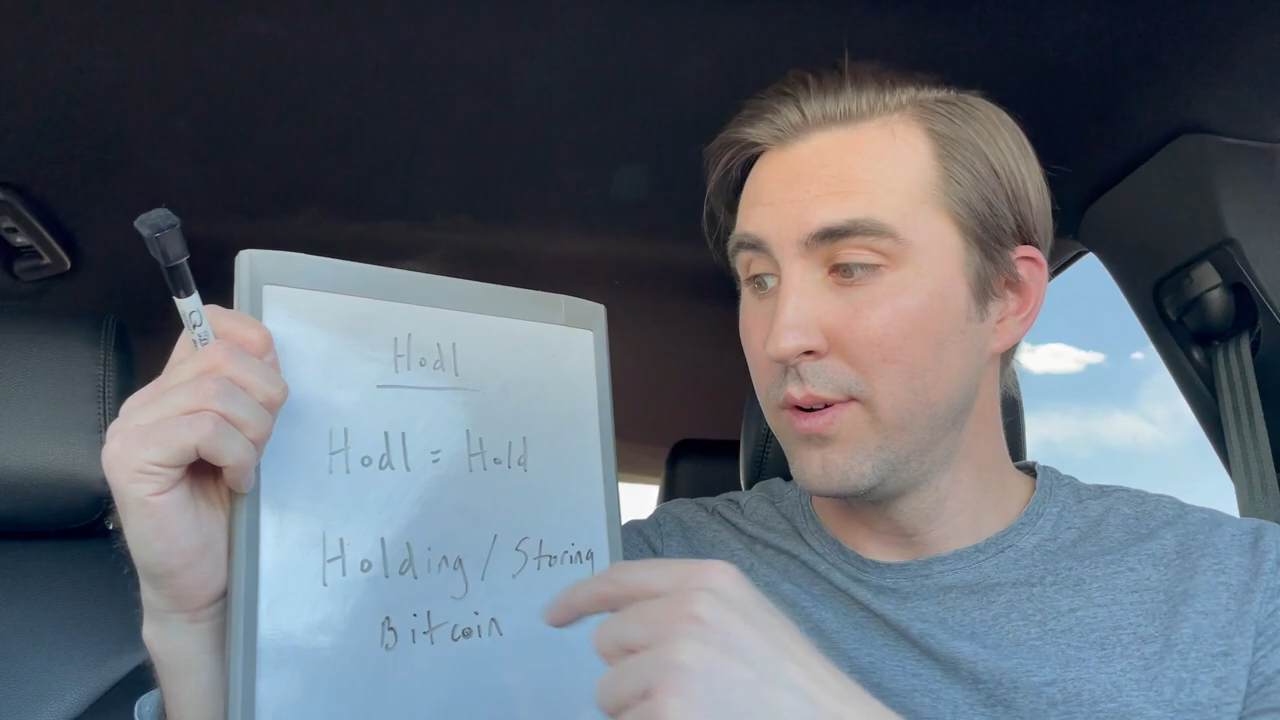 Hodl
Hodl = Hold
Holding / Storing
Bitcoin